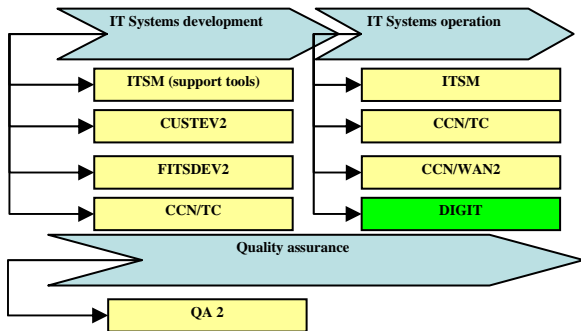 IT Systems development
IT Systems operation
ITSM (support tools)
ITSM
CUSTEV2
CCN/TC
FITSDEV2
CCN/WAN2
CCN/TC
DIGIT
Quality assurance
QA 2